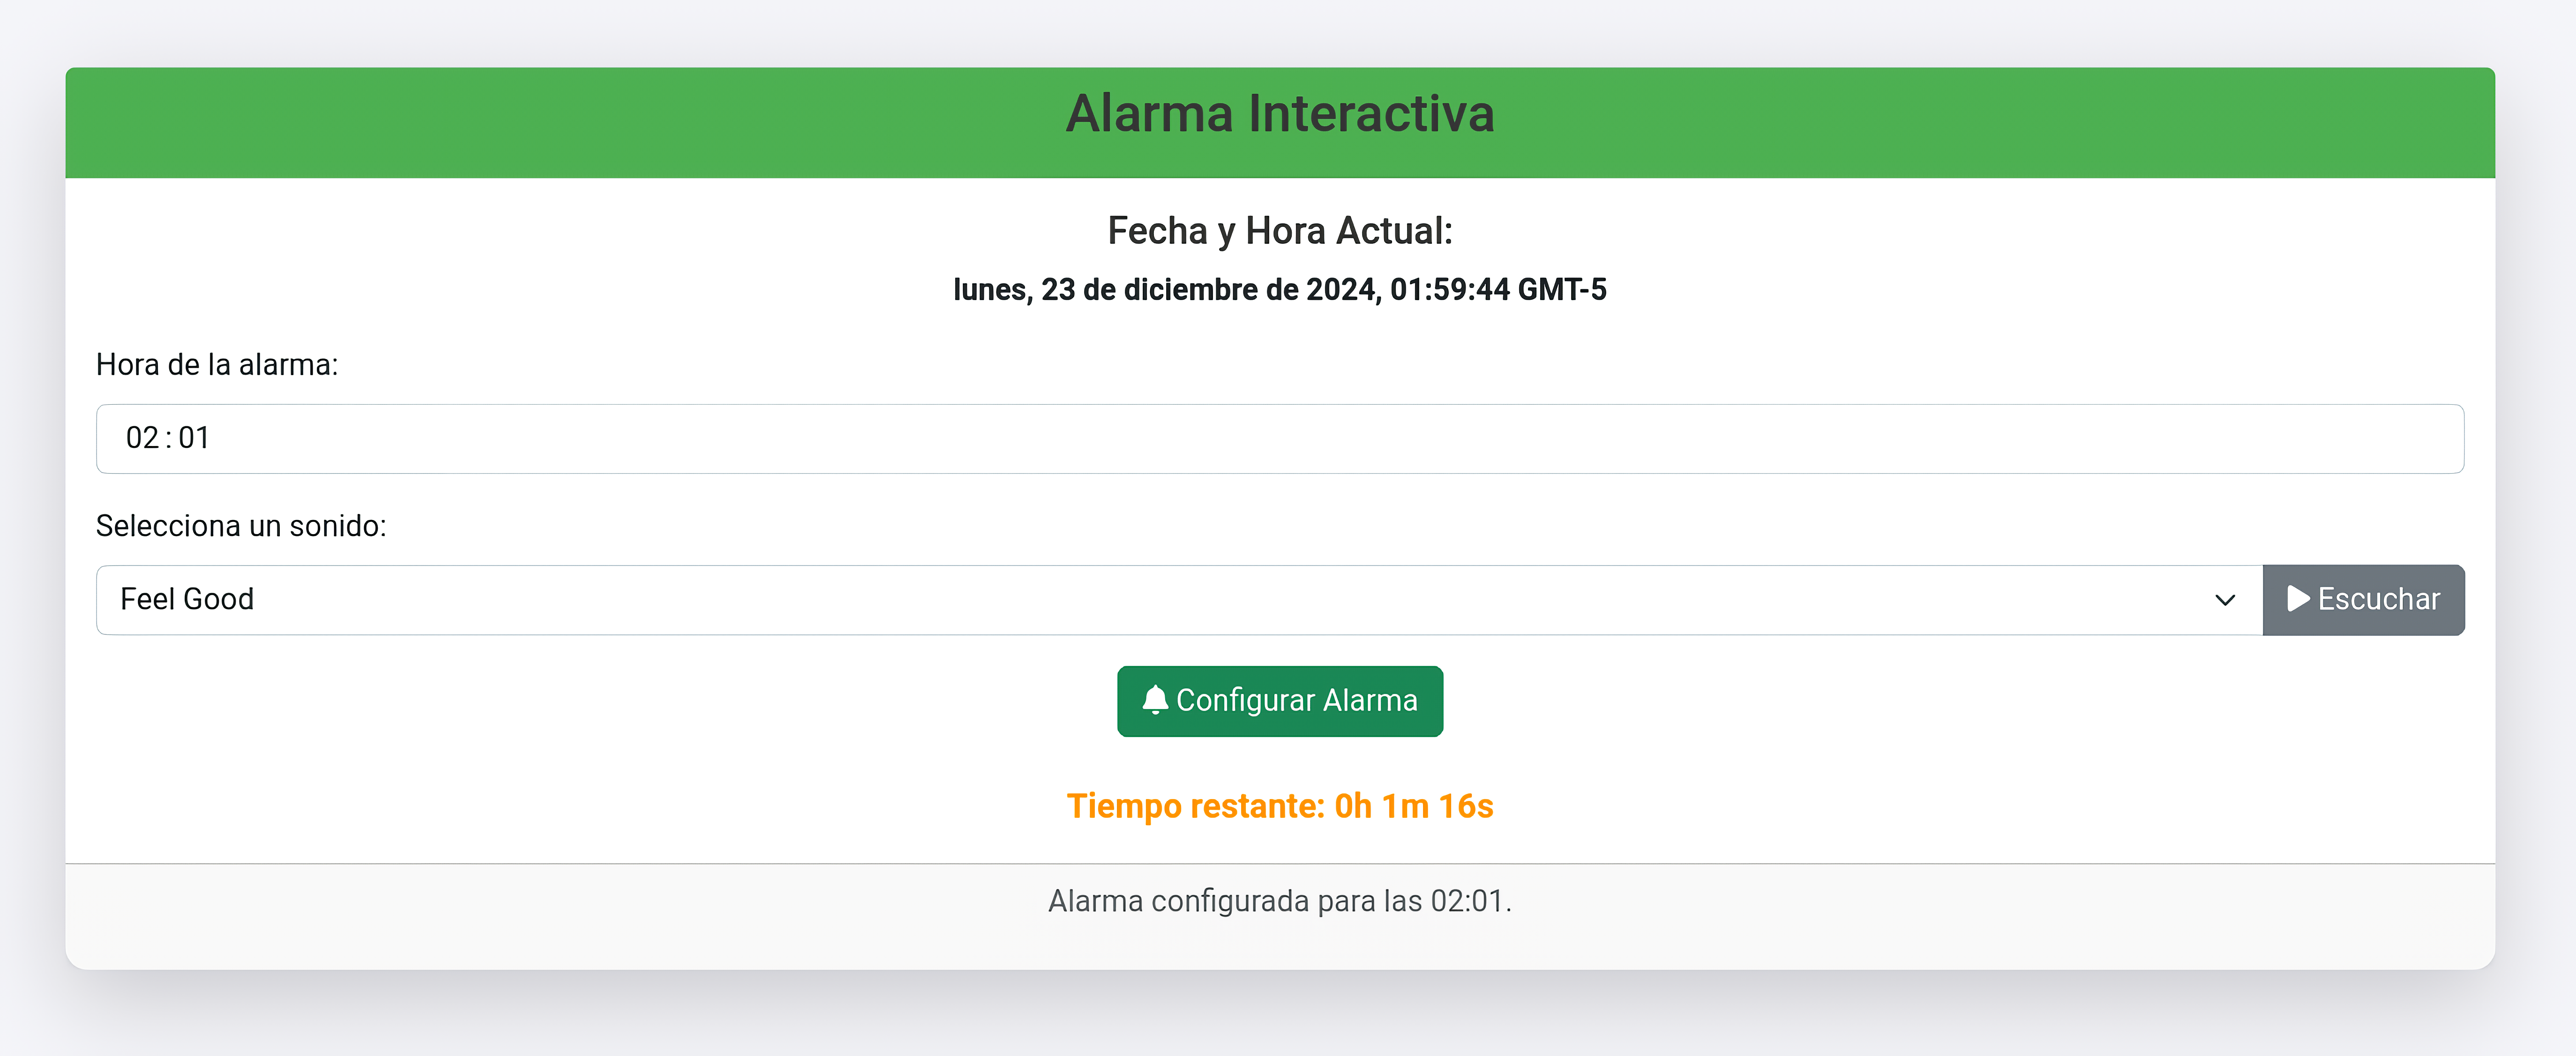 Alarma Interactiva
Fecha y Hora Actual:
lunes, 23 de diciembre de 2024, 01:59:44 GMT-5
Hora de la alarma:
02:01
Selecciona un sonido:
Feel Good
Escuchar
Configurar Alarma
Tiempo restante: 0h 1m 16s
Alarma configurada para las 02:01.